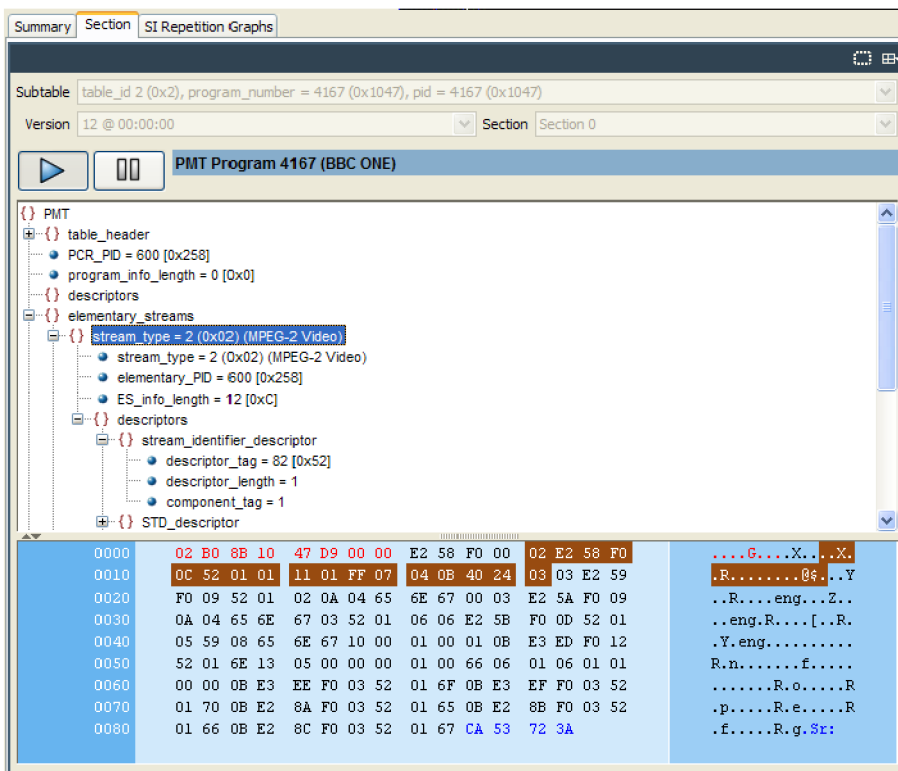 Summary Section SI Repetition Graphs
Subtable table_id 2 (0x2), program_number = 4167 (0x1047), pid = 4167 (0x1047)
Version 12 @ 00:00:00 Section Section 0
PMT Program 4167 (BBC ONE)
{} PMT
{} table_header
PCR_PID = 600 [0x258]
program_info_length = 0 [0x0]
{} descriptors
{} elementary_streams
{} stream_type = 2 (0x02) (MPEG-2 Video)
stream_type = 2 (0x02) (MPEG-2 Video)
elementary_PID = 600 [0x258]
ES_info_length = 12 [0xC]
{} descriptors
{} stream_identifier_descriptor
descriptor_tag = 82 [0x52]
descriptor_length = 1
component_tag = 1
{} STD_descriptor
0000 02 B0 8B 10 47 D9 00 00 E2 58 F0 00 02 E2 58 F0 ....G....X....X.
0010 0C 52 01 01 11 01 FF 07 04 0B 40 24 03 03 E2 59 .R........@$...Y
0020 F0 09 52 01 02 0A 04 65 6E 67 00 03 E2 5A F0 09 ..R....eng...Z..
0030 0A 04 65 6E 67 03 52 01 06 06 E2 5B F0 0D 52 01 ..eng.R....[..R.
0040 05 59 08 65 6E 67 10 00 01 00 01 0B E3 ED F0 12 .Y.eng..........
0050 52 01 6E 13 05 00 00 00 01 00 66 06 01 06 01 01 R.n.......f.....
0060 00 00 0B E3 EE F0 03 52 01 6F 0B E3 EF F0 03 52 .......R.o.....R
0070 01 70 0B E2 8A F0 03 52 01 65 0B E2 8B F0 03 52 .p.....R.e.....R
0080 01 66 0B E2 8C F0 03 52 01 67 CA 53 72 3A .f.....R.g.Sr: